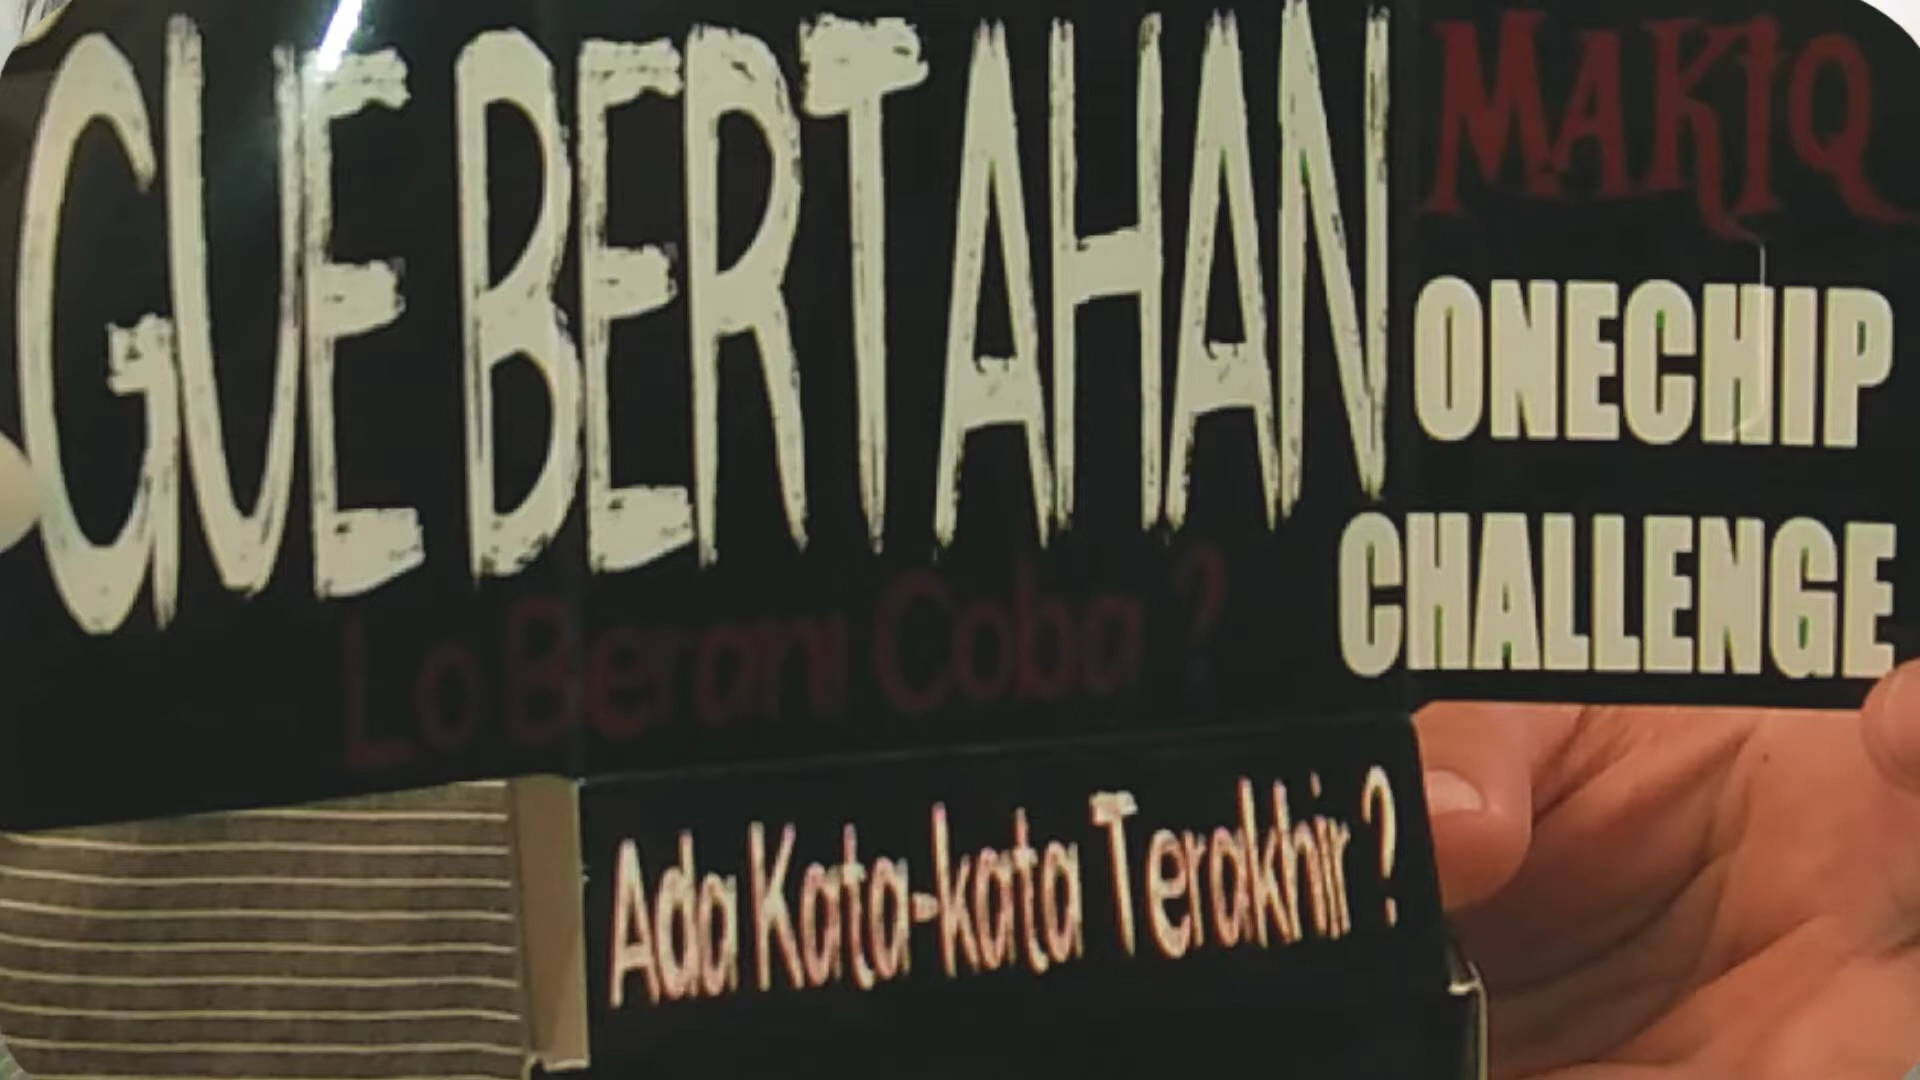 GUE BERTAHAN
Lo Berani Coba ?
MAKIQ
ONECHIP
CHALLENGE
Ada Kata-kata Terakhir ?